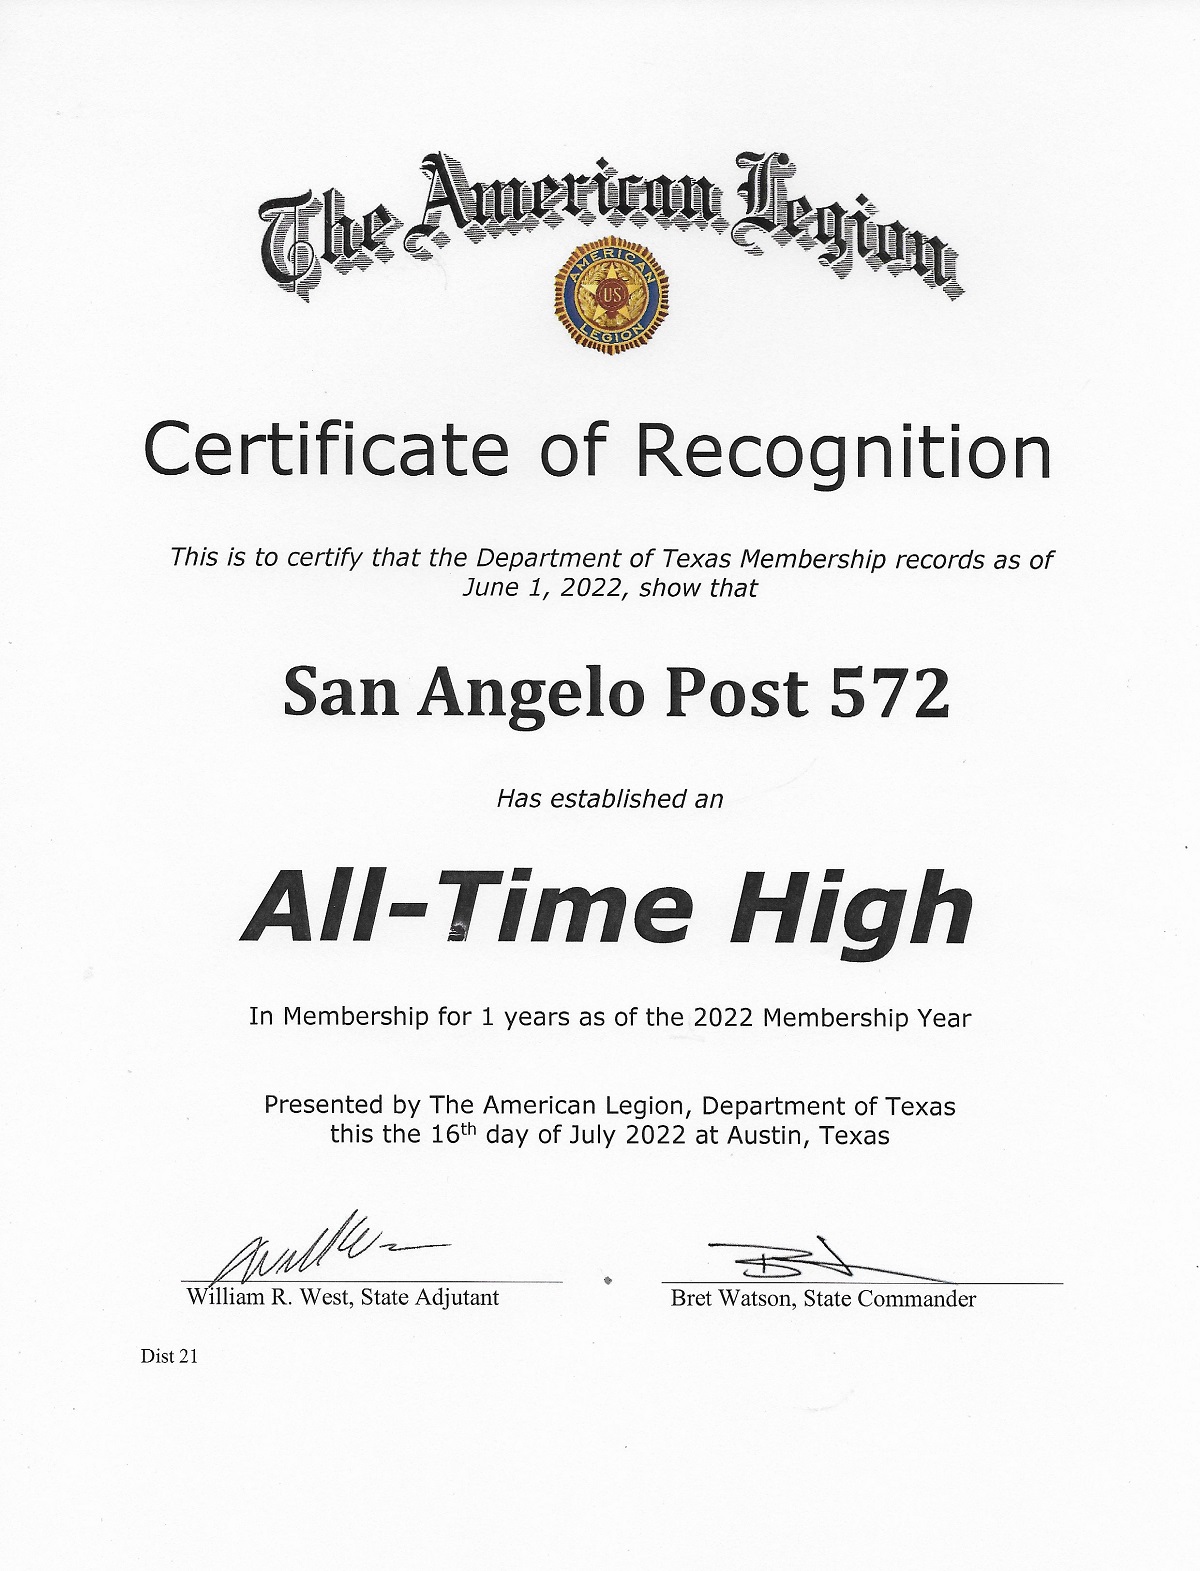 The American Legion
AMERICAN
US
LEGION
Certificate of Recognition
This is to certify that the Department of Texas Membership records as of
June 1, 2022, show that
San Angelo Post 572
Has established an
All-Time High
In Membership for 1 years as of the 2022 Membership Year
Presented by The American Legion, Department of Texas
this the 16th day of July 2022 at Austin, Texas
William R. West, State Adjutant
Bret Watson, State Commander
Dist 21